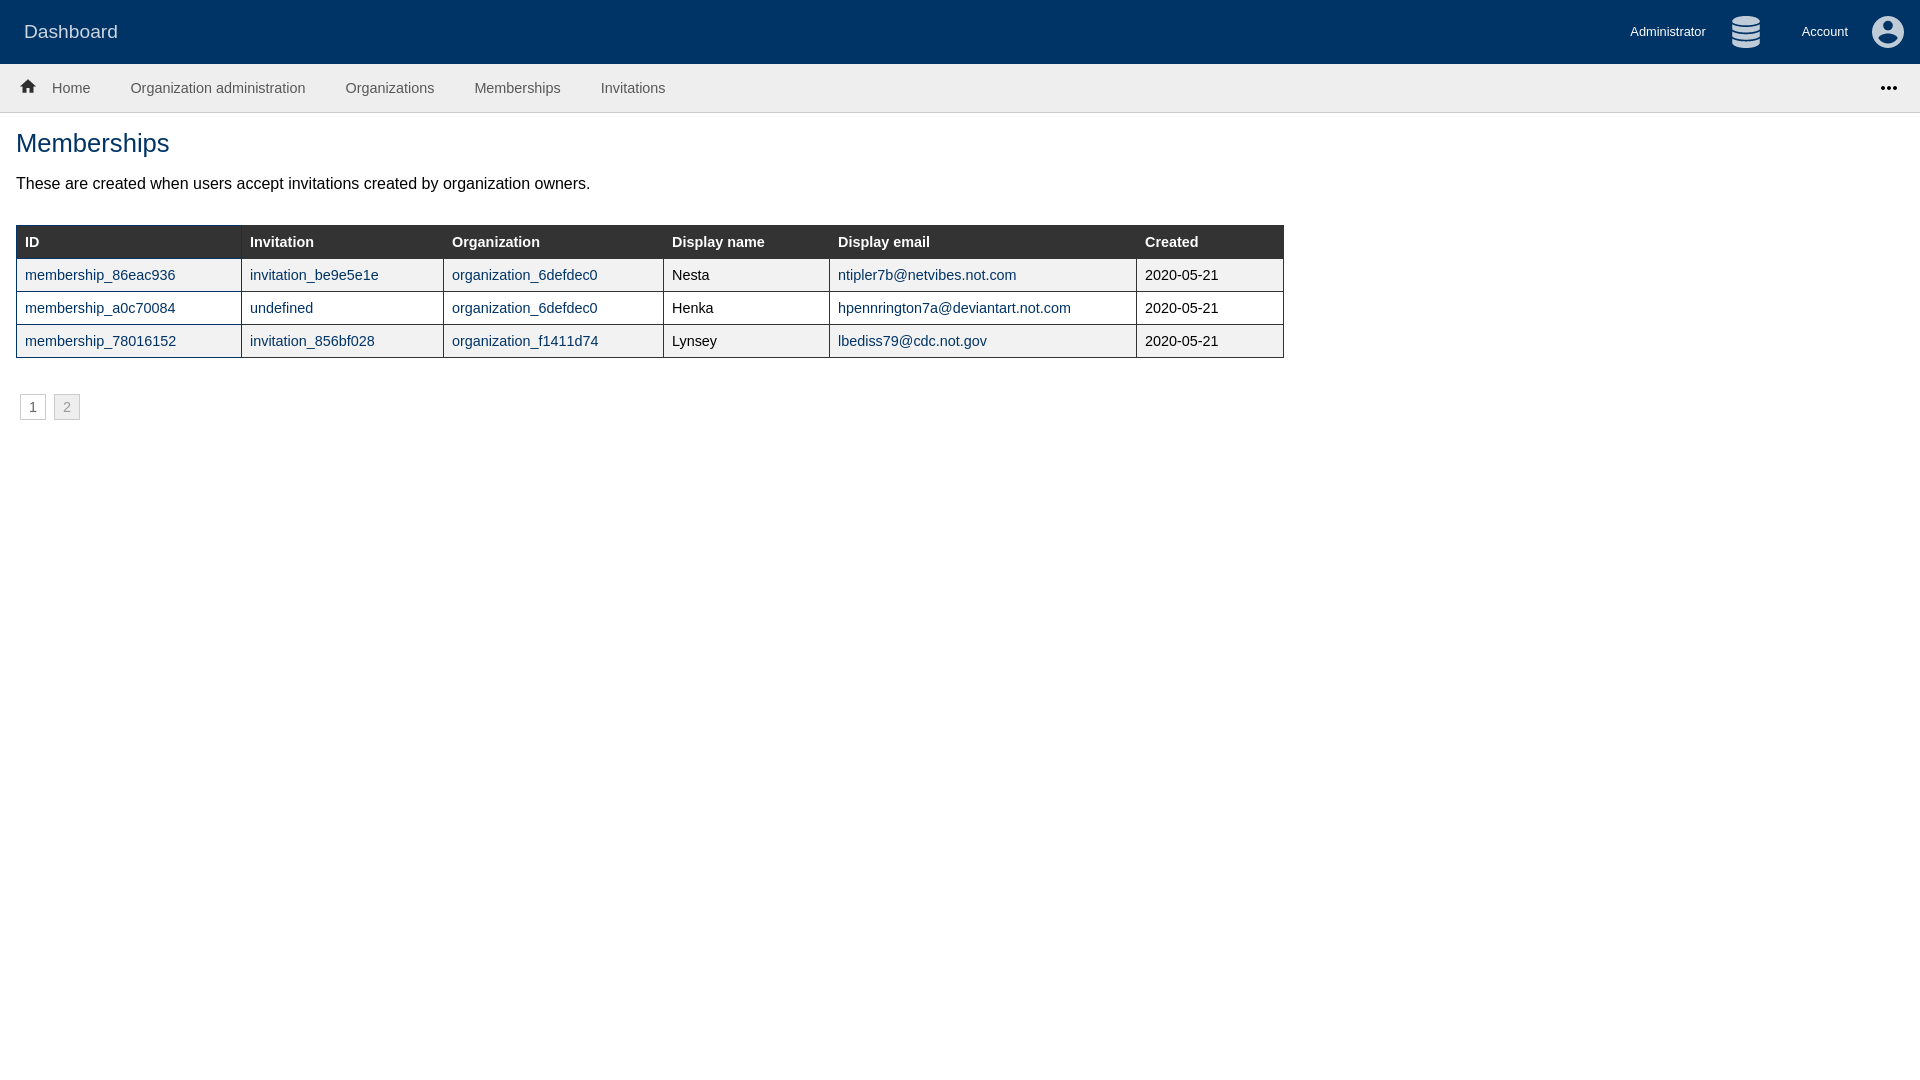 Dashboard
Administrator
Account
Home
Organization administration
Organizations
Memberships
Invitations
Memberships
These are created when users accept invitations created by organization owners.
ID Invitation Organization Display name Display email Created
membership_86eac936 invitation_be9e5e1e organization_6defdec0 Nesta ntipler7b@netvibes.not.com 2020-05-21
membership_a0c70084 undefined organization_6defdec0 Henka hpennrington7a@deviantart.not.com 2020-05-21
membership_78016152 invitation_856bf028 organization_f1411d74 Lynsey lbediss79@cdc.not.gov 2020-05-21
1 2